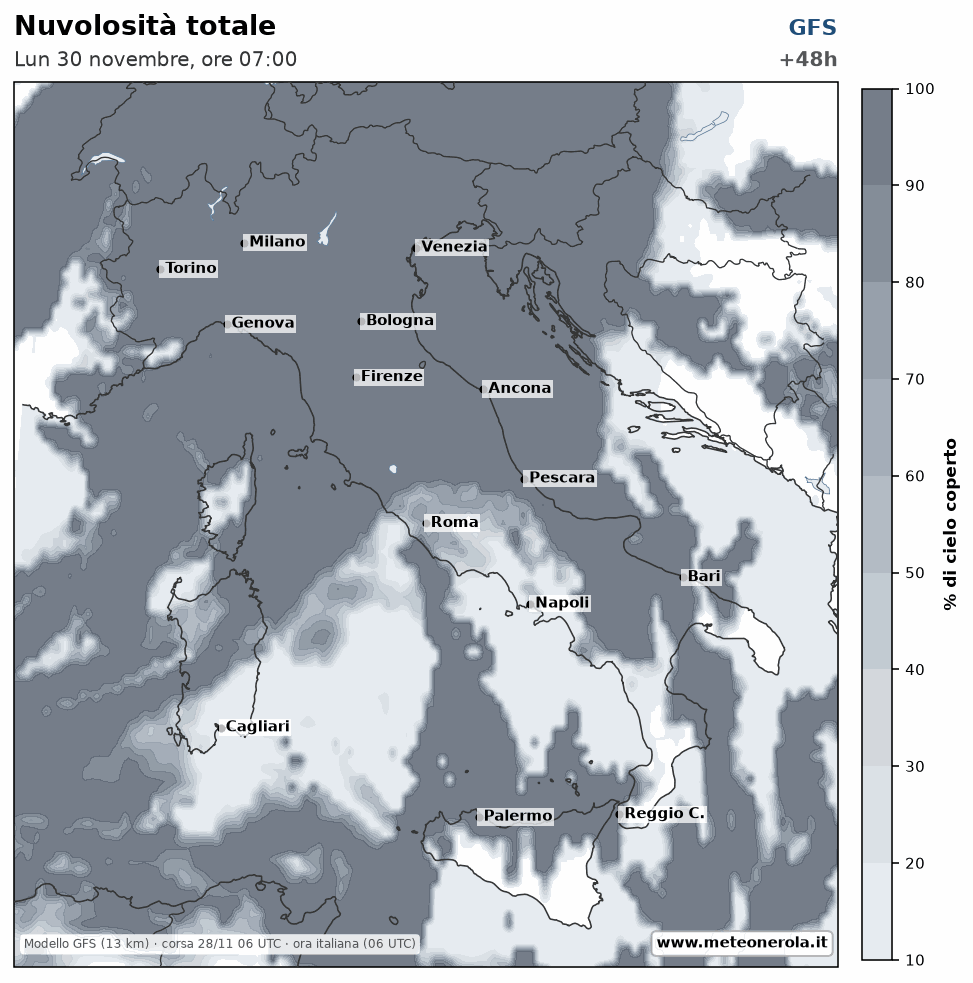 Nuvolosità totale
GFS
Lun 30 novembre, ore 07:00
+48h
100
90
80
70
60
50
40
30
20
10
% di cielo coperto
Milano
Venezia
Torino
Genova
Bologna
Firenze
Ancona
Pescara
Roma
Bari
Napoli
Cagliari
Palermo
Reggio C.
Modello GFS (13 km) · corsa 28/11 06 UTC · ora italiana (06 UTC)
www.meteonerola.it